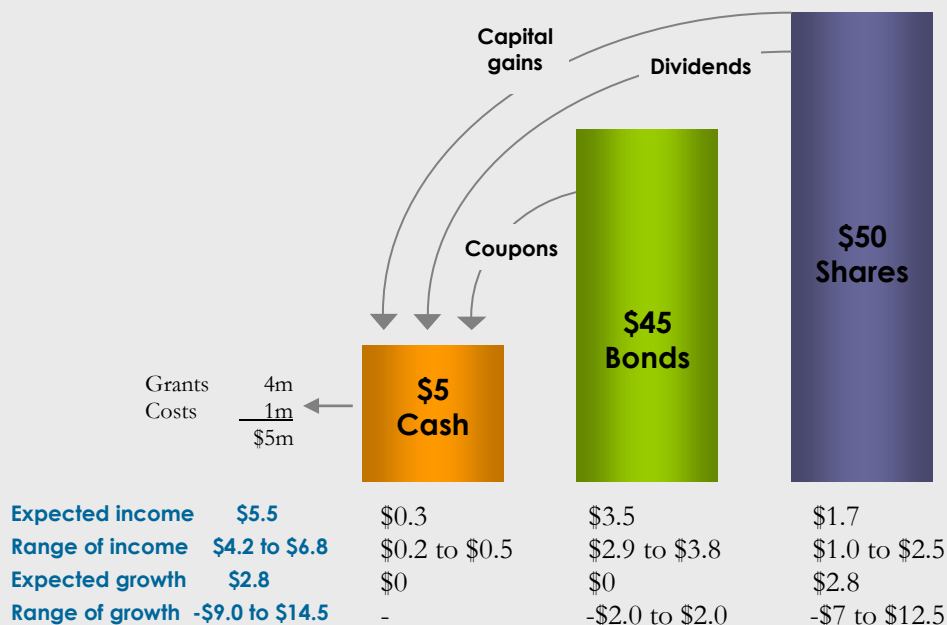 Capital
gains
Dividends
Coupons
$50
Shares
$45
Bonds
$5
Cash
Grants 4m
Costs 1m
$5m
Expected income $5.5 $0.3 $3.5 $1.7
Range of income $4.2 to $6.8 $0.2 to $0.5 $2.9 to $3.8 $1.0 to $2.5
Expected growth $2.8 $0 $0 $2.8
Range of growth -$9.0 to $14.5 - -$2.0 to $2.0 -$7 to $12.5